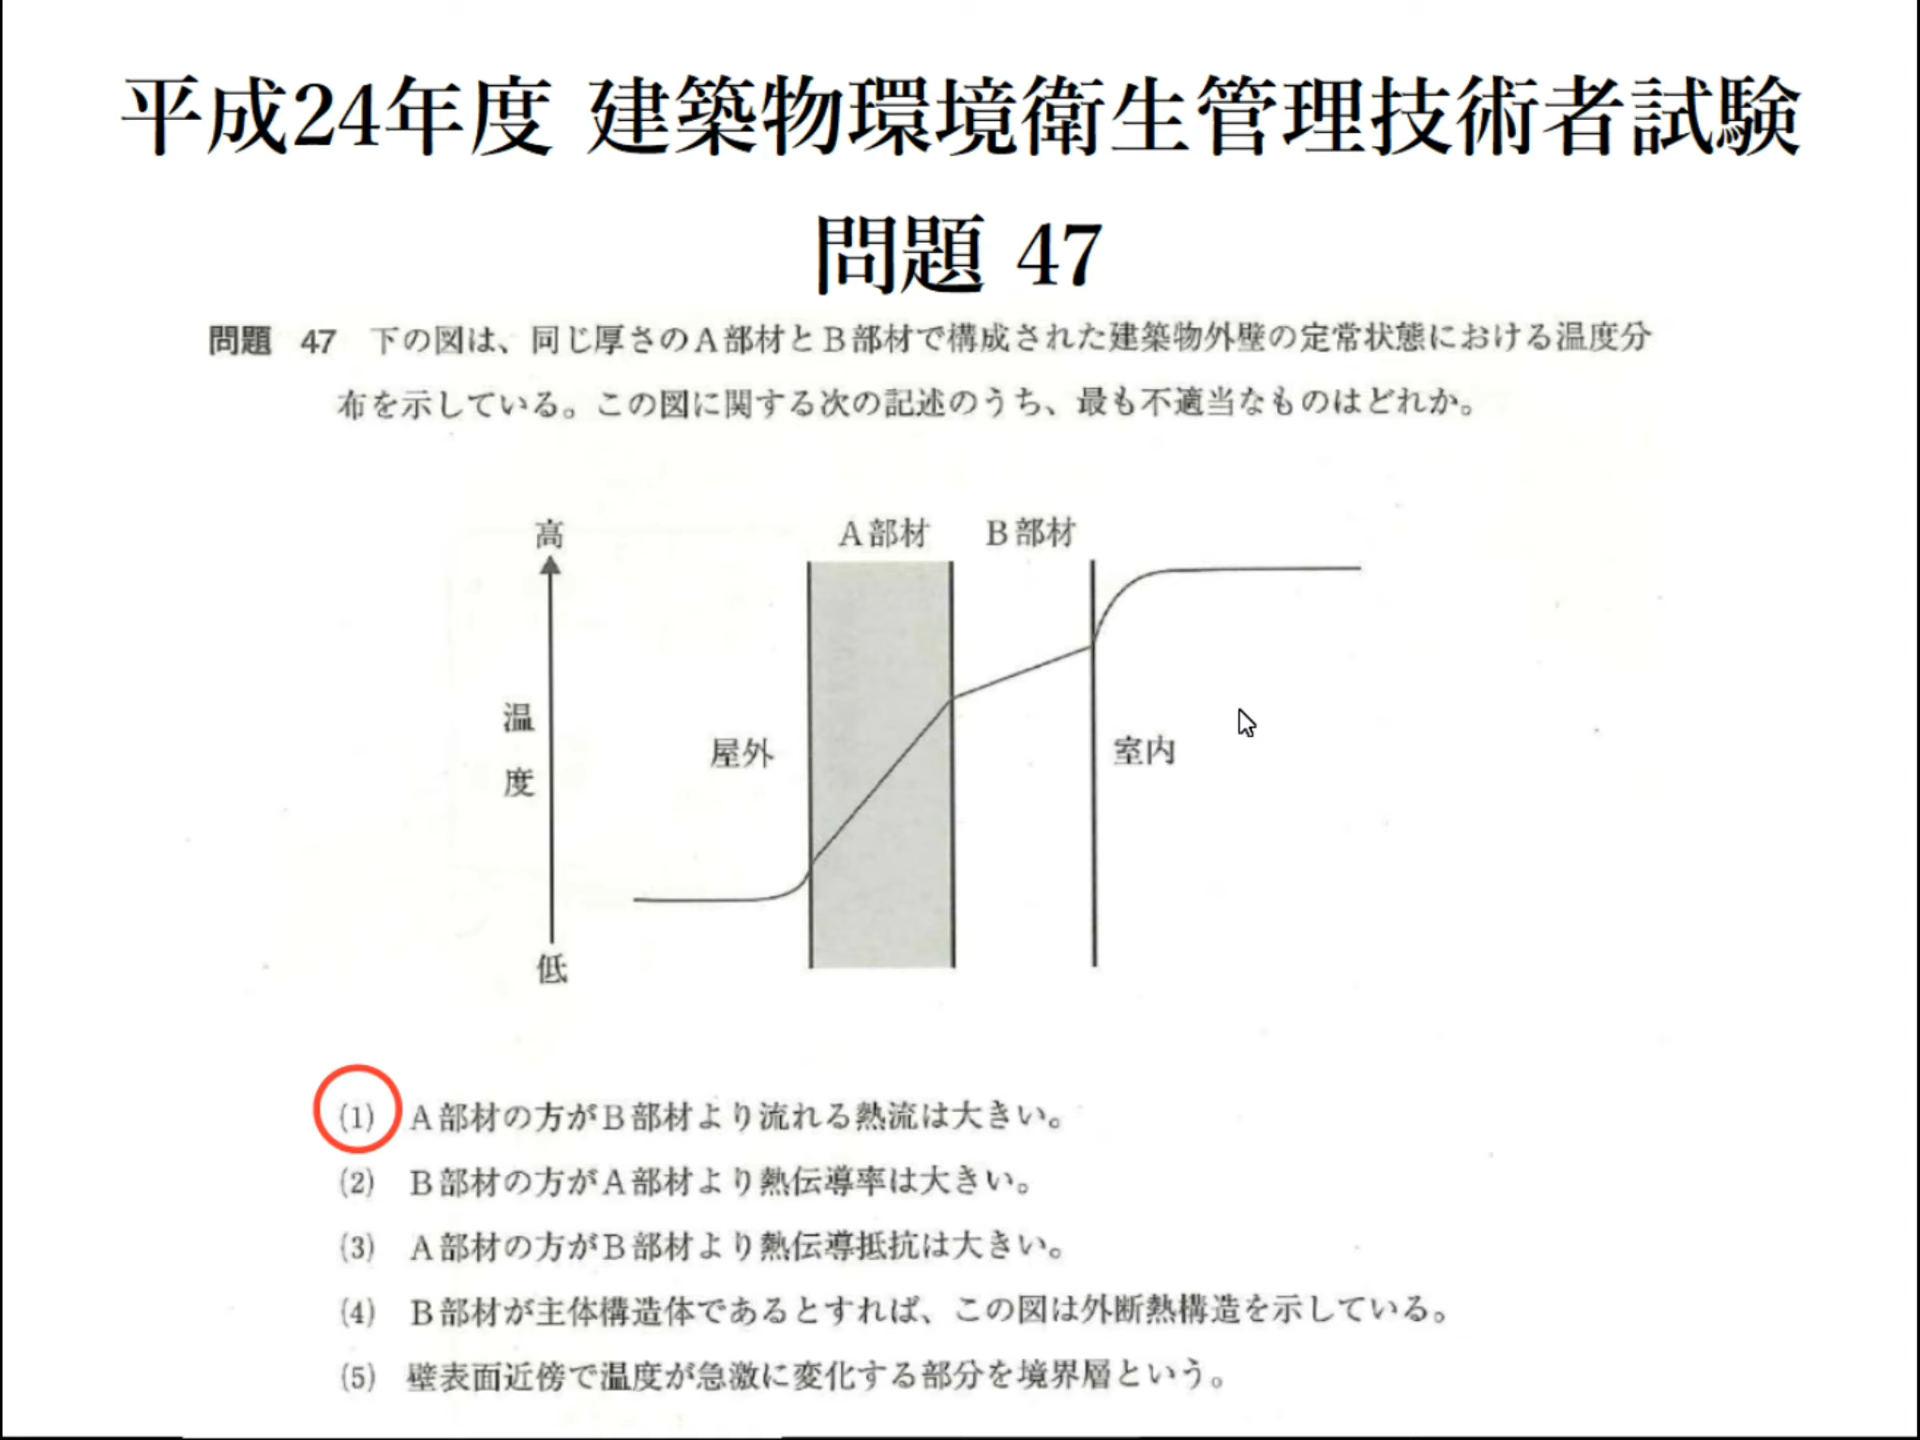 平成24年度 建築物環境衛生管理技術者試験
問題 47
問題 47 下の図は、同じ厚さのA部材とB部材で構成された建築物外壁の定常状態における温度分
布を示している。この図に関する次の記述のうち、最も不適当なものはどれか。
高
A部材 B部材
温
度
屋外
室内
低
(1) A部材の方がB部材より流れる熱流は大きい。
(2) B部材の方がA部材より熱伝導率は大きい。
(3) A部材の方がB部材より熱伝導抵抗は大きい。
(4) B部材が主体構造体であるとすれば、この図は外断熱構造を示している。
(5) 壁表面近傍で温度が急激に変化する部分を境界層という。